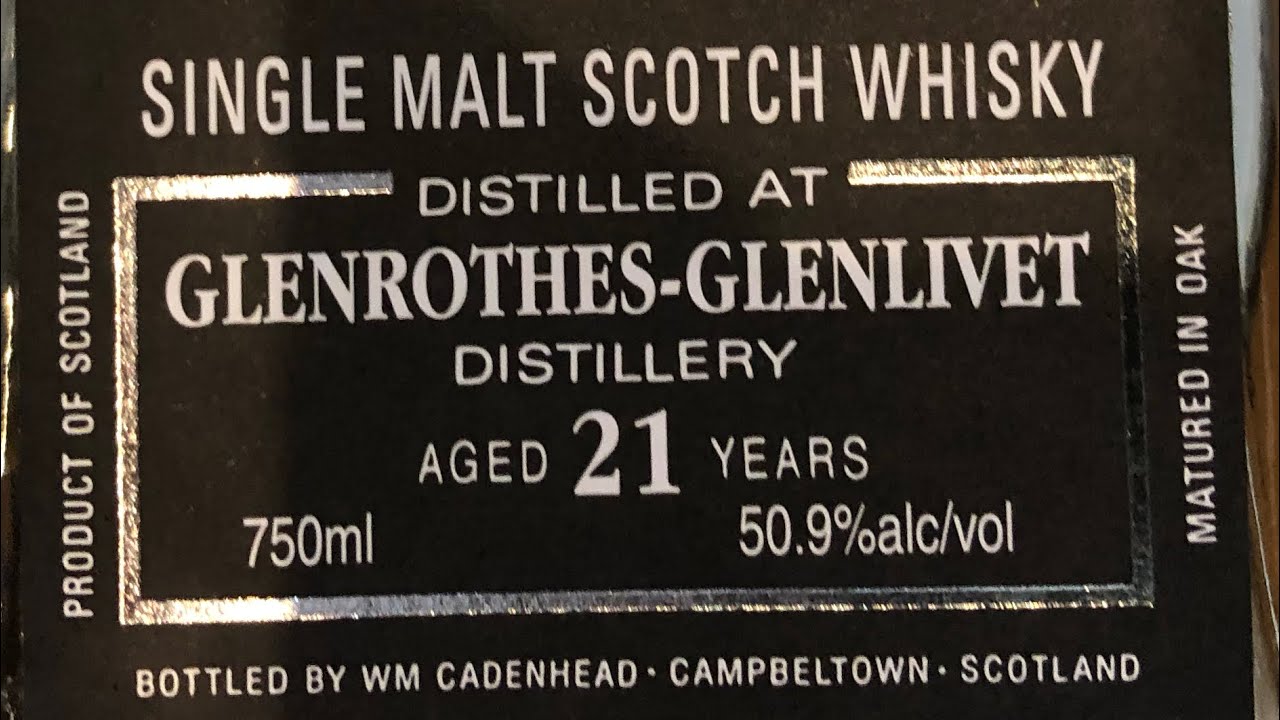 SINGLE MALT SCOTCH WHISKY
DISTILLED AT
GLENROTHES-GLENLIVET
DISTILLERY
AGED 21 YEARS
750ml 50.9%alc/vol
PRODUCT OF SCOTLAND
MATURED IN OAK
BOTTLED BY WM CADENHEAD · CAMPBELTOWN · SCOTLAND